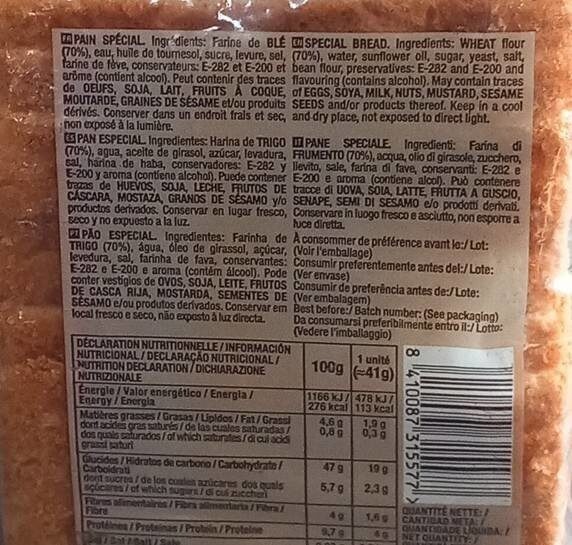 FR PAIN SPÉCIAL. Ingrédients: Farine de BLÉ
(70%), eau, huile de tournesol, sucre, levure, sel,
farine de fève, conservateurs: E-282 et E-200 et
arôme (contient alcool). Peut contenir des traces
de OEUFS, SOJA, LAIT, FRUITS À COQUE,
MOUTARDE, GRAINES DE SÉSAME et/ou produits
dérivés. Conserver dans un endroit frais et sec,
non exposé à la lumière.
EN SPECIAL BREAD. Ingredients: WHEAT flour
(70%), water, sunflower oil, sugar, yeast, salt,
bean flour, preservatives: E-282 and E-200 and
flavouring (contains alcohol). May contain traces
of EGGS, SOYA, MILK, NUTS, MUSTARD, SESAME
SEEDS and/or products thereof. Keep in a cool
and dry place, not exposed to direct light.
ES PAN ESPECIAL. Ingredientes: Harina de TRIGO
(70%), agua, aceite de girasol, azúcar, levadura,
sal, harina de haba, conservadores: E-282 y
E-200 y aroma (contiene alcohol). Puede contener
trazas de HUEVOS, SOJA, LECHE, FRUTOS DE
CÁSCARA, MOSTAZA, GRANOS DE SÉSAMO y/o
productos derivados. Conservar en lugar fresco,
seco y no expuesto a la luz.
IT PANE SPECIALE. Ingredienti: Farina di
FRUMENTO (70%), acqua, olio di girasole, zucchero,
lievito, sale, farina di fave, conservanti: E-282 e
E-200 e aroma (contiene alcol). Può contenere
tracce di UOVA, SOIA, LATTE, FRUTTA A GUSCIO,
SENAPE, SEMI DI SESAMO e/o prodotti derivati.
Conservare in luogo fresco e asciutto, non esporre a
luce diretta.
PT PÃO ESPECIAL. Ingredientes: Farinha de
TRIGO (70%), água, óleo de girassol, açúcar,
levedura, sal, farinha de fava, conservantes:
E-282 e E-200 e aroma (contém álcool). Pode
conter vestígios de OVOS, SOJA, LEITE, FRUTOS
DE CASCA RIJA, MOSTARDA, SEMENTES DE
SÉSAMO e/ou produtos derivados. Conservar em
local fresco e seco, não exposto à luz directa.
À consommer de préférence avant le:/ Lot:
(Voir l'emballage)
Consumir preferentemente antes del:/ Lote:
(Ver envase)
Consumir de preferência antes de:/ Lote:
(Ver embalagem)
Best before:/ Batch number: (See packaging)
Da consumarsi preferibilmente entro il:/ Lotto:
(Vedere l'imballaggio)
DÉCLARATION NUTRITIONNELLE / INFORMACIÓN
NUTRICIONAL / DECLARAÇÃO NUTRICIONAL /
NUTRITION DECLARATION / DICHIARAZIONE
NUTRIZIONALE
100g
1 unité
(≈41g)
Énergie / Valor energético / Energia /
Energy / Energia
1166 kJ / 478 kJ /
276 kcal 113 kcal
Matières grasses / Grasas / Lípidos / Fat / Grassi 4,6 g 1,9 g
dont acides gras saturés / de las cuales saturadas / 0,8 g 0,3 g
dos quais saturados / of which saturates / di cui acidi
grassi saturi
Glucides / Hidratos de carbono / Carbohydrate / 47 g 19 g
Carboidrati
dont sucres / de los cuales azúcares dos quais 5,7 g 2,3 g
açúcares / of which sugars / di cui zuccheri
Fibres alimentaires / Fibra alimentaria / Fibra / 4 g 1,6 g
Fibre
Protéines / Proteínas / Protein / Proteine 9,7 g 4 g
Sel / Sal / Salt / Sale
8 410087 315577 >
QUANTITÉ NETTE: /
CANTIDAD NETA: /
QUANTIDADE LÍQUIDA: /
NET QUANTITY: /